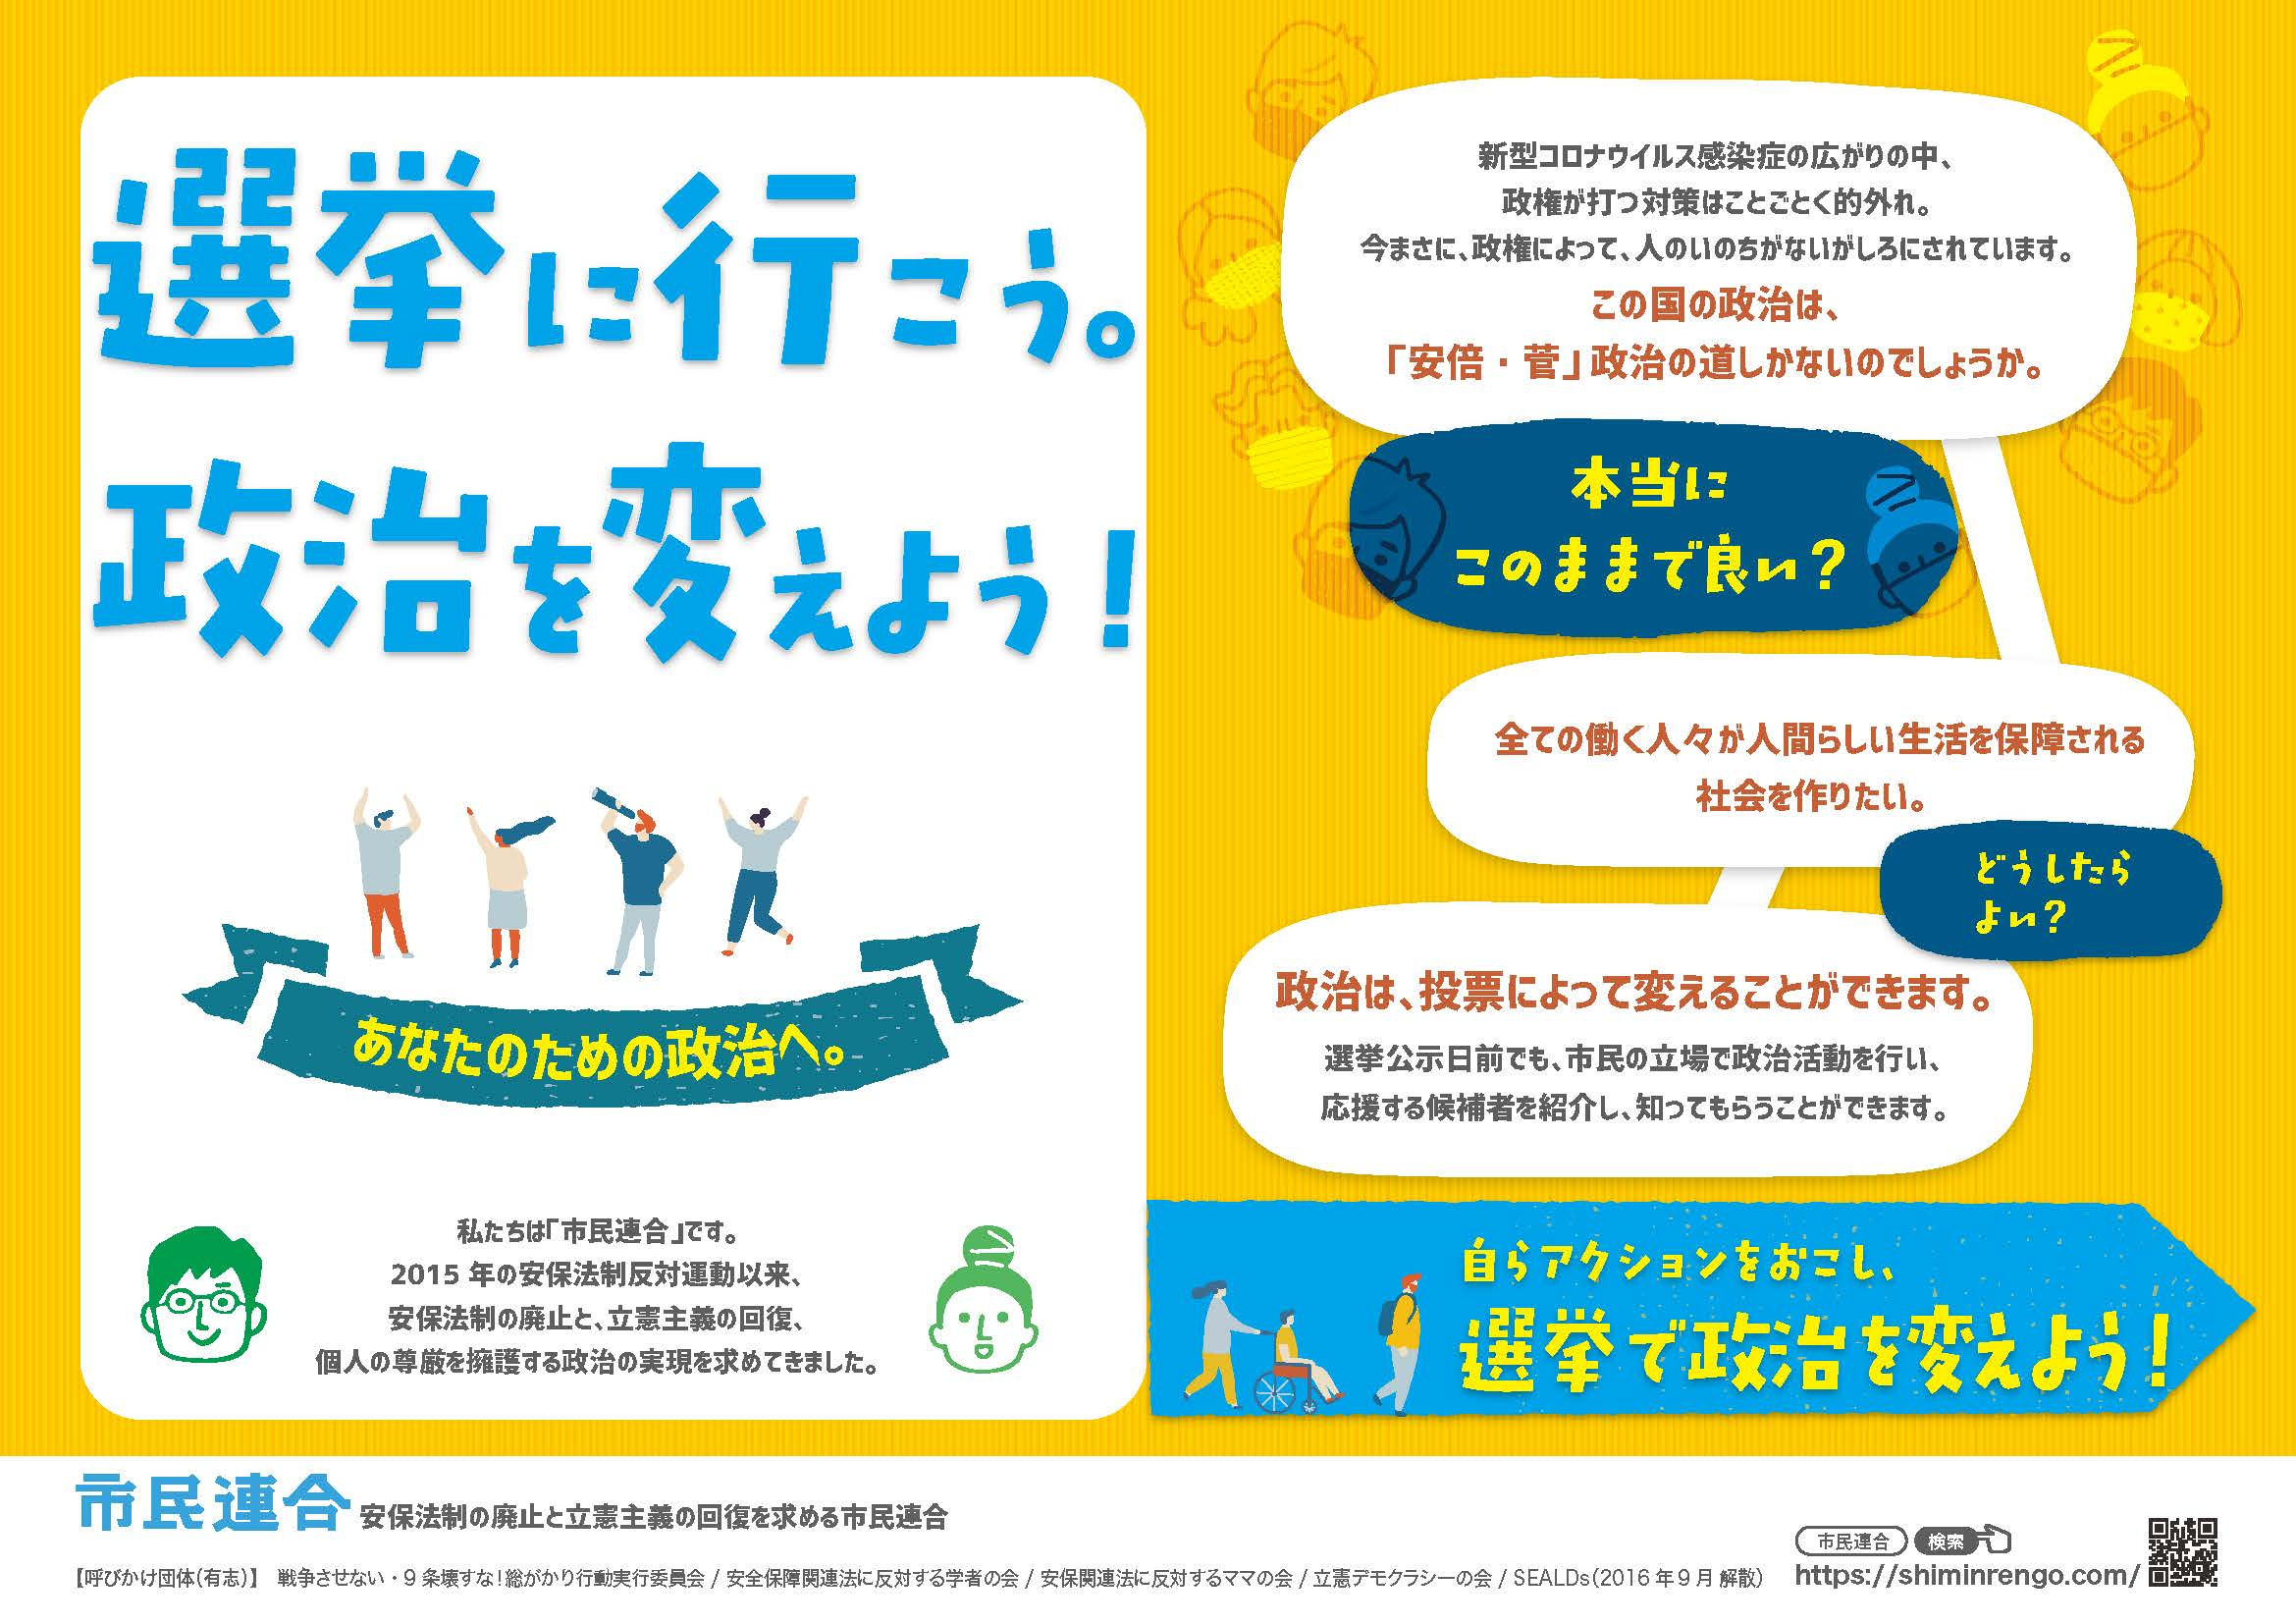 選挙に行こう。
政治を変えよう！
あなたのための政治へ。
私たちは「市民連合」です。
2015 年の安保法制反対運動以来、
安保法制の廃止と、立憲主義の回復、
個人の尊厳を擁護する政治の実現を求めてきました。
新型コロナウイルス感染症の広がりの中、
政権が打つ対策はことごとく的外れ。
今まさに、政権によって、人のいのちがないがしろにされています。
この国の政治は、
「安倍・菅」政治の道しかないのでしょうか。
本当に
このままで良い？
全ての働く人々が人間らしい生活を保障される
社会を作りたい。
どうしたら
よい？
政治は、投票によって変えることができます。
選挙公示日前でも、市民の立場で政治活動を行い、
応援する候補者を紹介し、知ってもらうことができます。
自らアクションをおこし、
選挙で政治を変えよう！
市民連合 安保法制の廃止と立憲主義の回復を求める市民連合
【呼びかけ団体（有志）】 戦争させない・9 条壊すな！総がかり行動実行委員会 / 安全保障関連法に反対する学者の会 / 安保関連法に反対するママの会 / 立憲デモクラシーの会 / SEALDs（2016 年 9 月 解散）
市民連合 検索
https://shiminrengo.com/